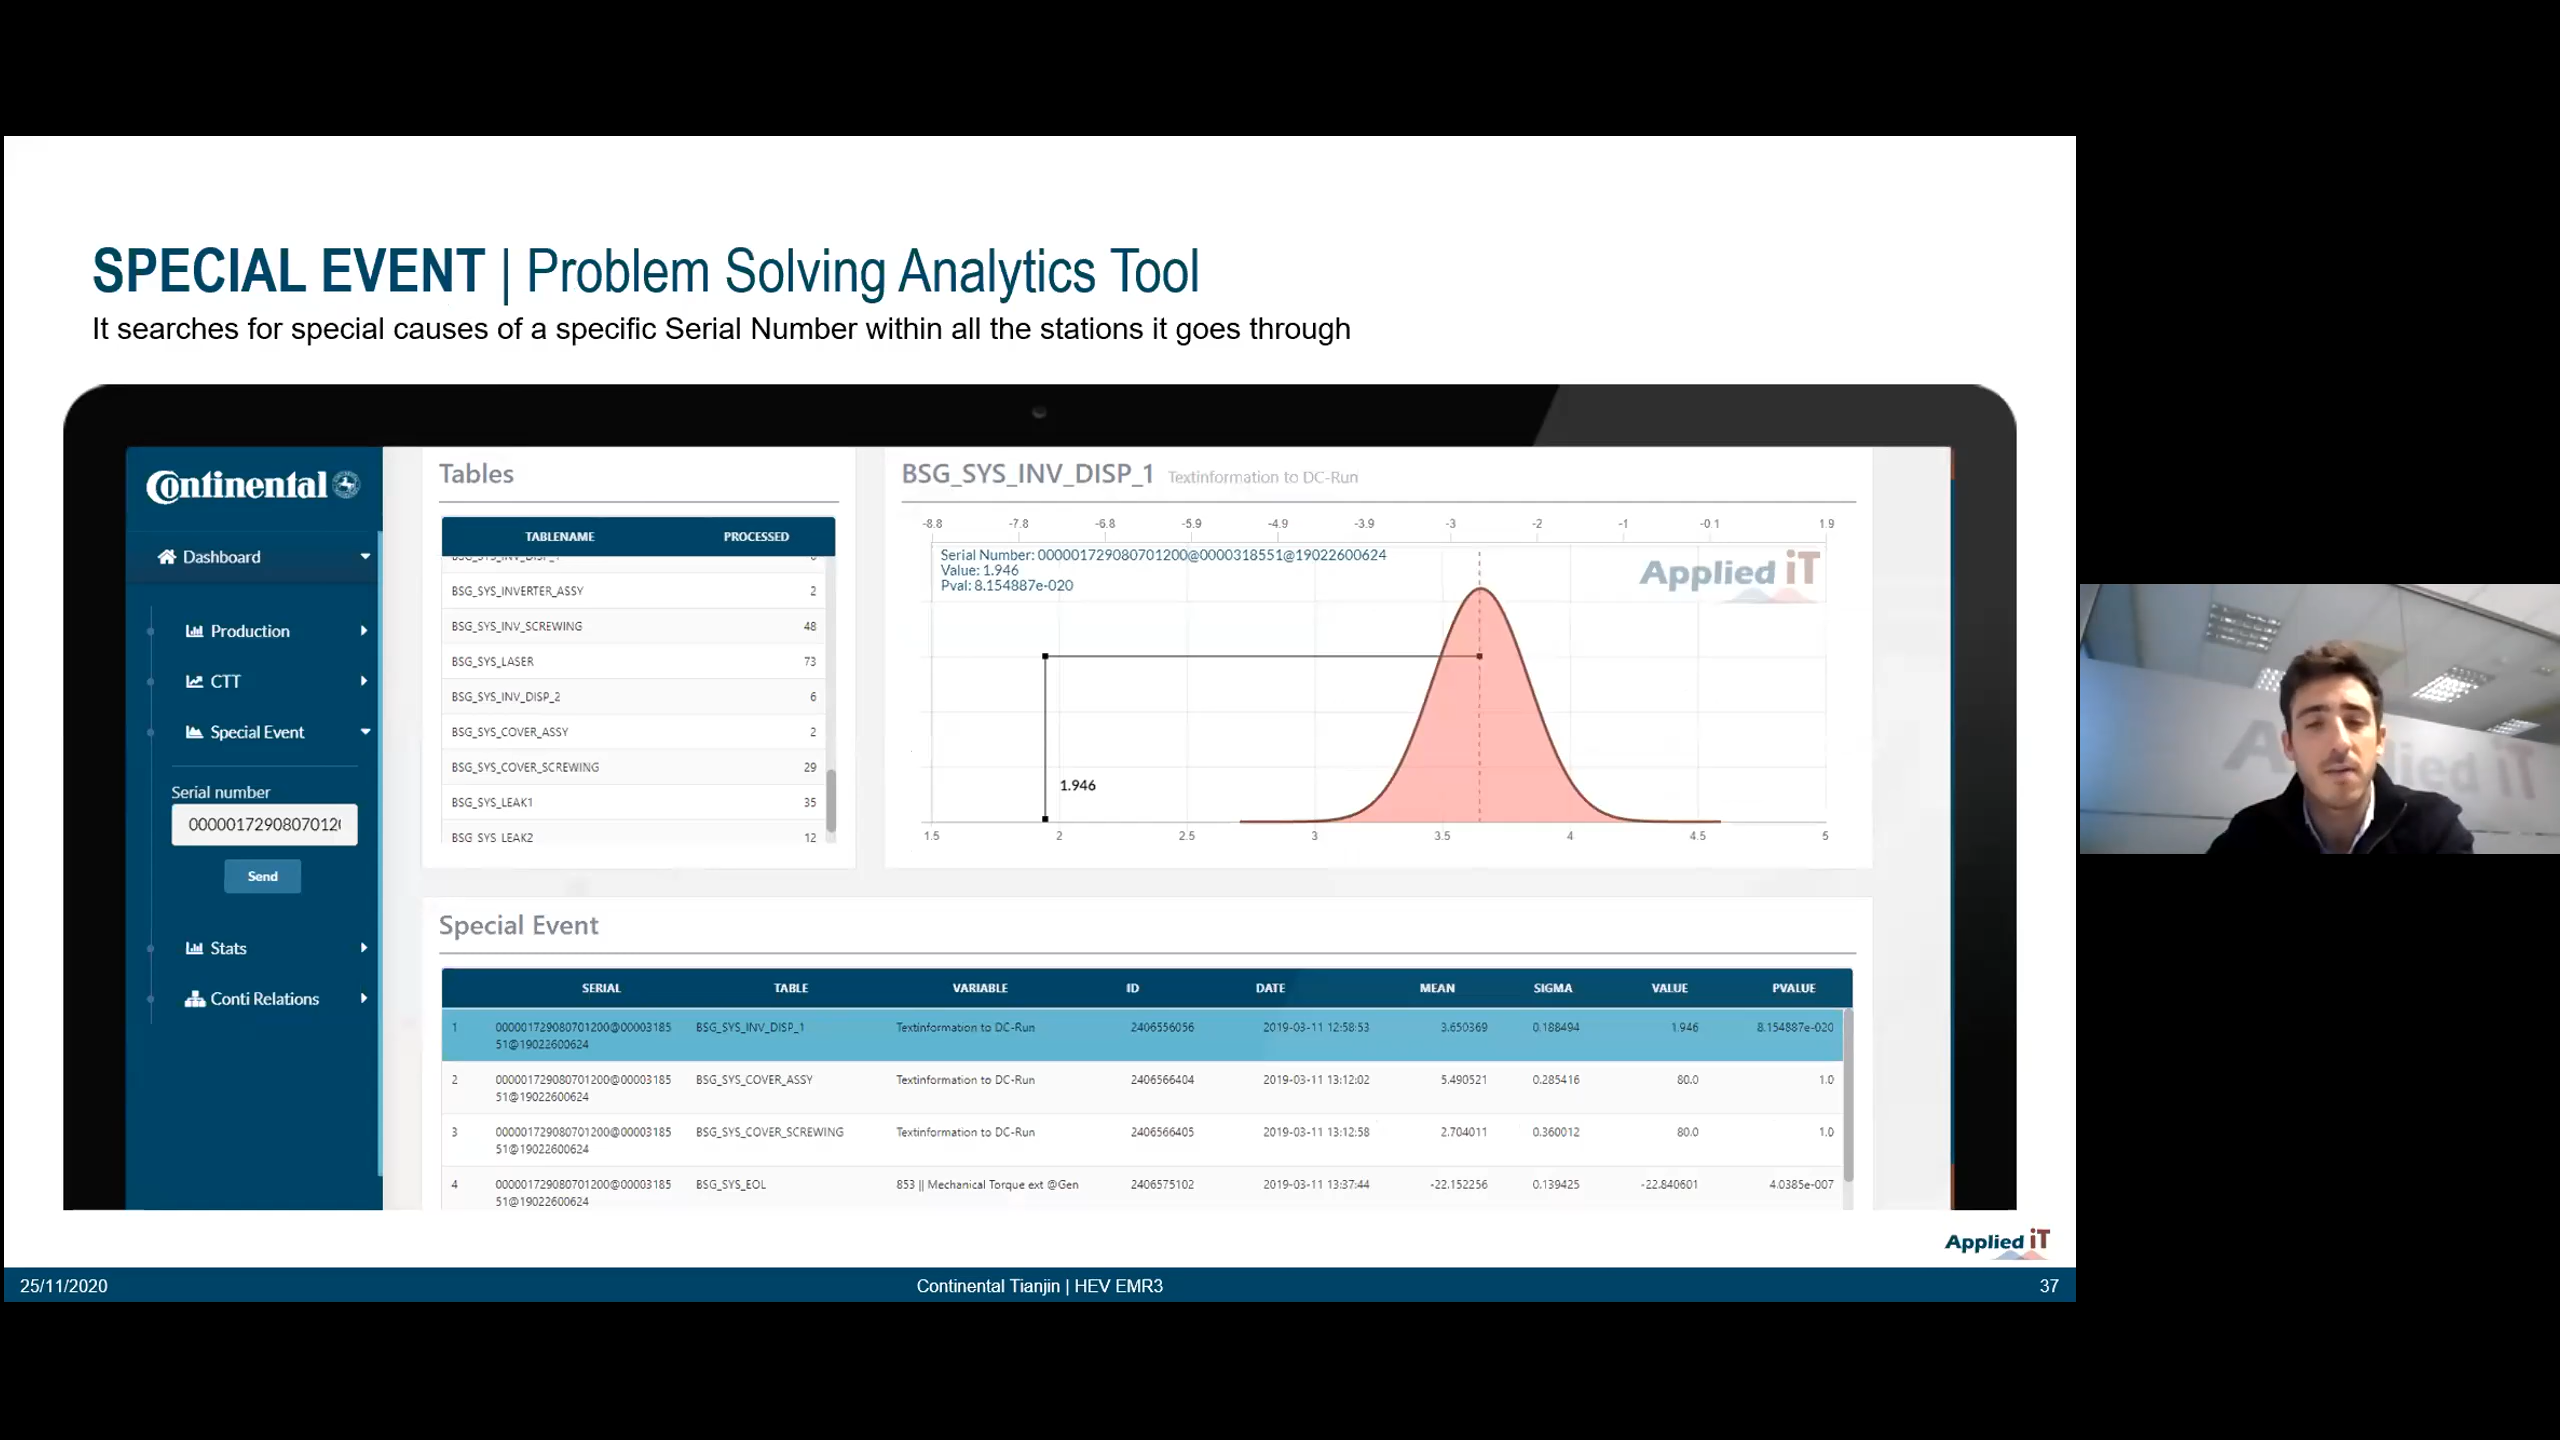 SPECIAL EVENT | Problem Solving Analytics Tool
It searches for special causes of a specific Serial Number within all the stations it goes through
Continental
Dashboard
Production
CTT
Special Event
Serial number
00000172908070120
Send
Stats
Conti Relations
Tables
TABLENAME PROCESSED
BSG_SYS_INVERTER_ASSY 2
BSG_SYS_INV_SCREWING 48
BSG_SYS_LASER 73
BSG_SYS_INV_DISP_2 6
BSG_SYS_COVER_ASSY 2
BSG_SYS_COVER_SCREWING 29
BSG_SYS_LEAK1 35
BSG_SYS_LEAK2 12
BSG_SYS_INV_DISP_1 Textinformation to DC-Run
-8.8 -7.8 -6.8 -5.9 -4.9 -3.9 -3 -2 -1 -0.1 1.9
Serial Number: 000001729080701200@0000318551@19022600624
Value: 1.946
Pval: 8.154887e-020
Applied iT
1.946
1.5 2 2.5 3 3.5 4 4.5 5
Special Event
SERIAL TABLE VARIABLE ID DATE MEAN SIGMA VALUE PVALUE
1 000001729080701200@00003185 BSG_SYS_INV_DISP_1 Textinformation to DC-Run 2406556056 2019-03-11 12:58:53 3.650369 0.188494 1.946 8.154887e-020
51@19022600624
2 000001729080701200@00003185 BSG_SYS_COVER_ASSY Textinformation to DC-Run 2406566404 2019-03-11 13:12:02 5.490521 0.285416 80.0 1.0
51@19022600624
3 000001729080701200@00003185 BSG_SYS_COVER_SCREWING Textinformation to DC-Run 2406566405 2019-03-11 13:12:58 2.704011 0.360012 80.0 1.0
51@19022600624
4 000001729080701200@00003185 BSG_SYS_EOL 853 || Mechanical Torque ext @Gen 2406575102 2019-03-11 13:37:44 -22.152256 0.139425 -22.840601 4.0385e-007
51@19022600624
Applied iT
25/11/2020 Continental Tianjin | HEV EMR3 37